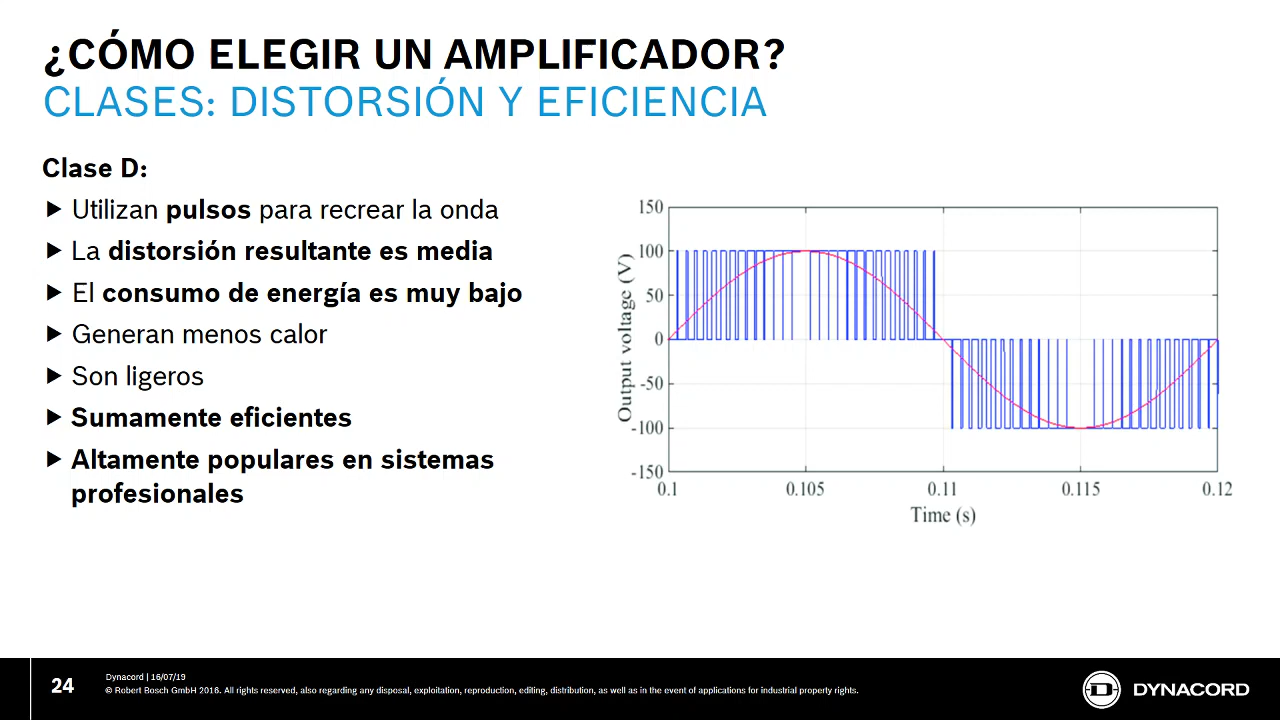 ¿CÓMO ELEGIR UN AMPLIFICADOR?
CLASES: DISTORSIÓN Y EFICIENCIA
Clase D:
Utilizan pulsos para recrear la onda
La distorsión resultante es media
El consumo de energía es muy bajo
Generan menos calor
Son ligeros
Sumamente eficientes
Altamente populares en sistemas
profesionales
Output voltage (V)
150
100
50
0
-50
-100
-150
0.1
0.105
0.11
0.115
0.12
Time (s)
24
Dynacord | 16/07/19
© Robert Bosch GmbH 2016. All rights reserved, also regarding any disposal, exploitation, reproduction, editing, distribution, as well as in the event of applications for industrial property rights.
D
DYNACORD